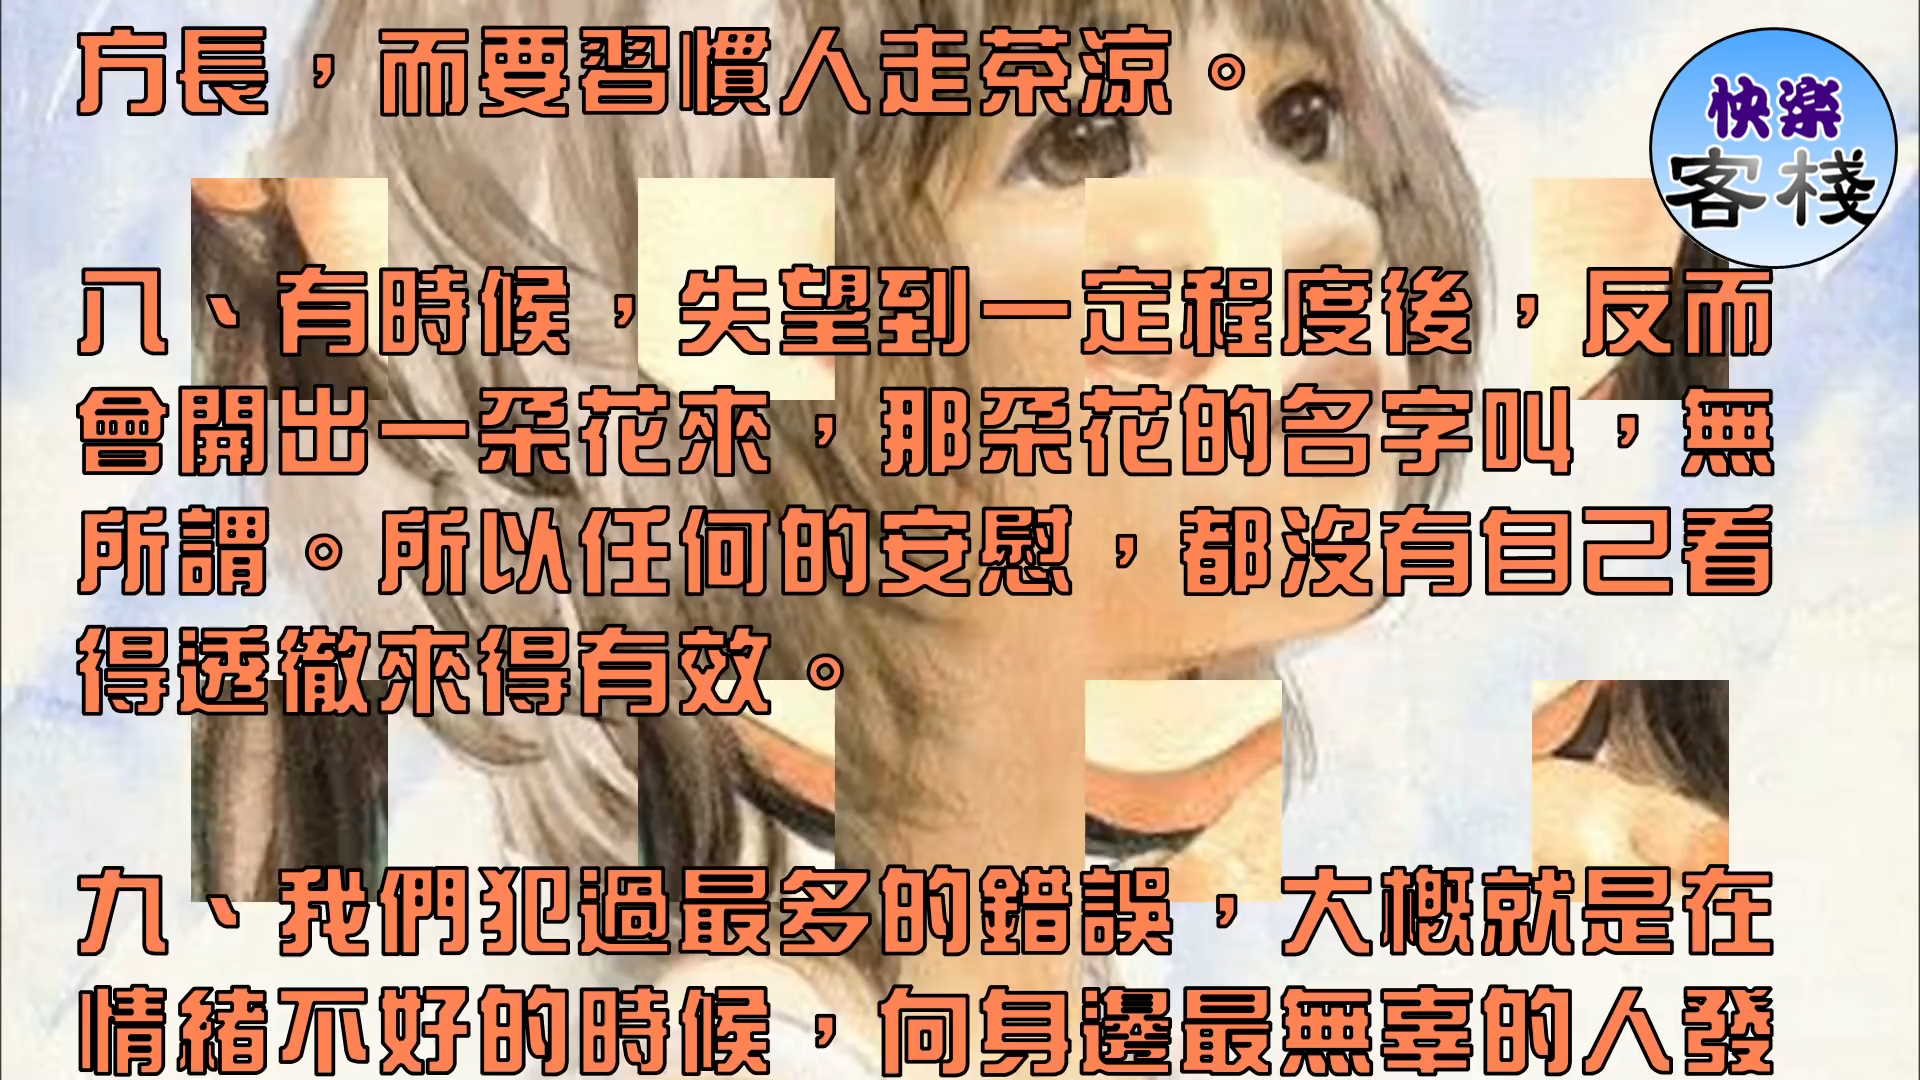 方長，而要習慣人走茶涼。
快楽
客棧
八、有時候，失望到一定程度後，反而
會開出一朵花來，那朵花的名字叫，無
所謂。所以任何的安慰，都沒有自己看
得透徹來得有效。
九、我們犯過最多的錯誤，大概就是在
情緒不好的時候，向身邊最無辜的人發